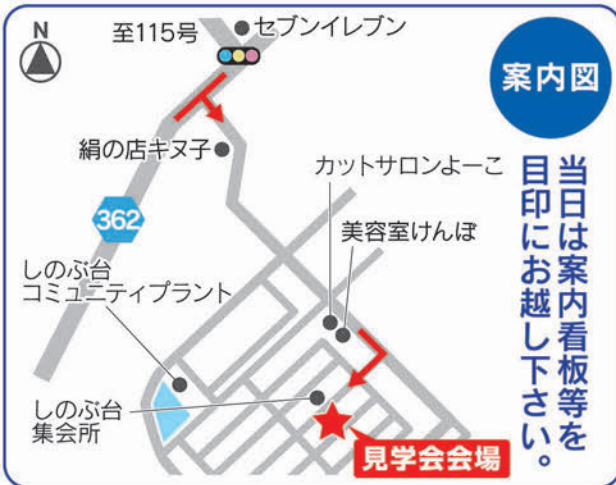 N
至115号
セブンイレブン
案内図
絹の店キヌ子
カットサロンよーこ
362
美容室けんぼ
しのぶ台
コミュニティプラント
しのぶ台
集会所
見学会会場
当日は案内看板等を
目印にお越し下さい。